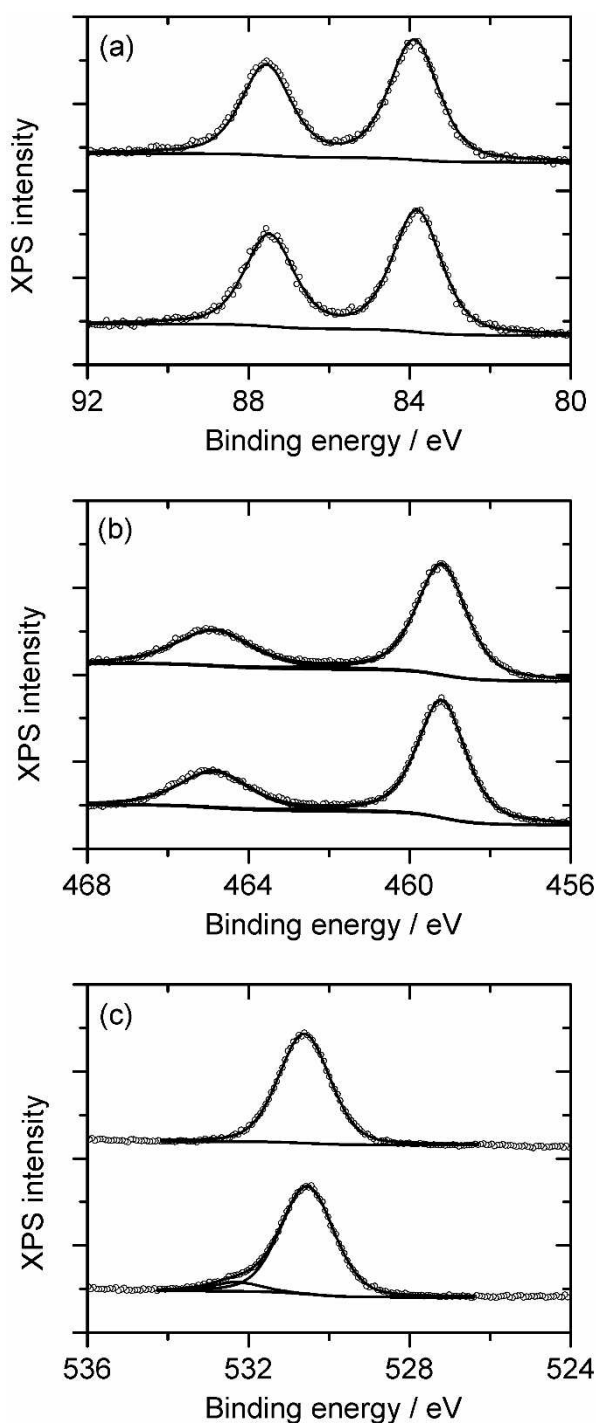 (a)
XPS intensity
92 88 84 80
Binding energy / eV
(b)
XPS intensity
468 464 460 456
Binding energy / eV
(c)
XPS intensity
536 532 528 524
Binding energy / eV